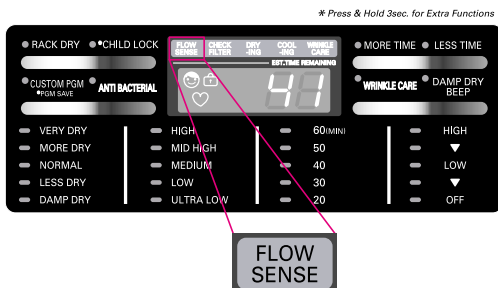 * Press & Hold 3sec. for Extra Functions
RACK DRY
CHILD LOCK
FLOW SENSE
CHECK FILTER
DRY -ING
COOL -ING
WRINKLE CARE
MORE TIME
LESS TIME
EST.TIME REMAINING
CUSTOM PGM
PGM SAVE
ANTI BACTERIAL
41
WRINKLE CARE
DAMP DRY
BEEP
VERY DRY
HIGH
60(MIN)
HIGH
MORE DRY
MID HIGH
50
▼
NORMAL
MEDIUM
40
LOW
LESS DRY
LOW
30
▼
DAMP DRY
ULTRA LOW
20
OFF
FLOW
SENSE